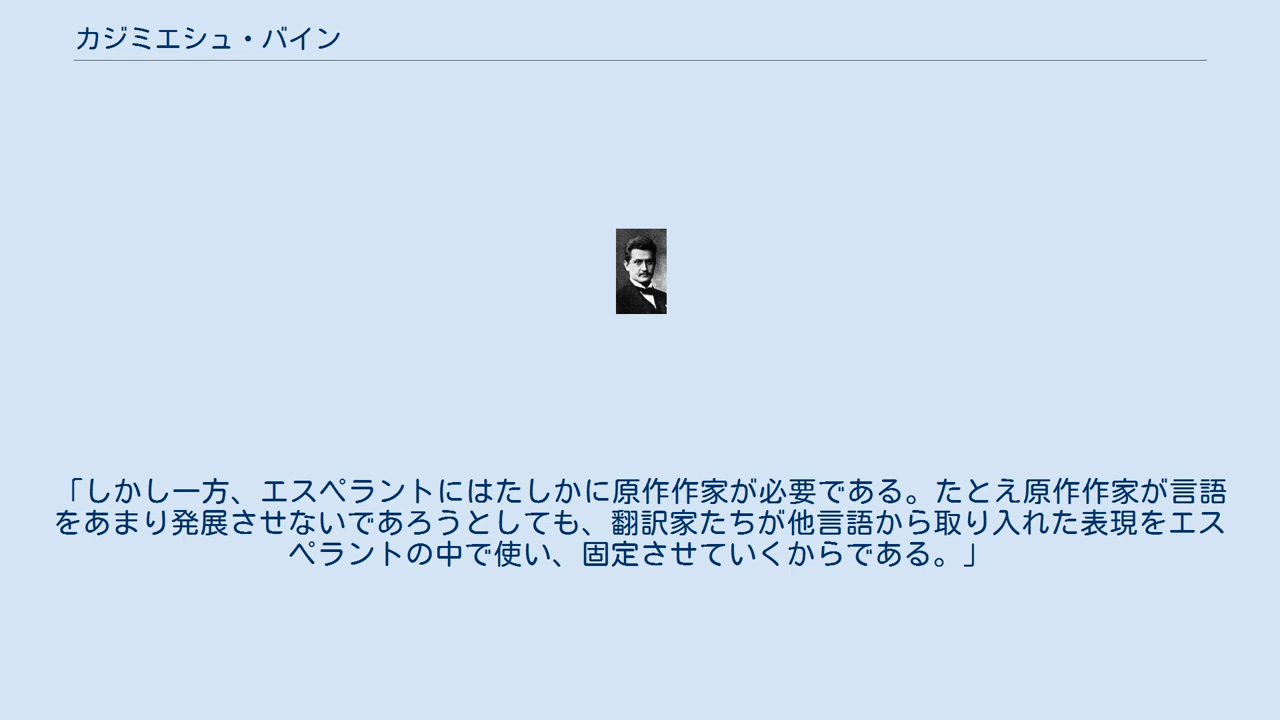 カジミエシュ・バイン
「しかし一方、エスペラントにはたしかに原作作家が必要である。たとえ原作作家が言語
をあまり発展させないであろうとしても、翻訳家たちが他言語から取り入れた表現をエス
ペラントの中で使い、固定させていくからである。」